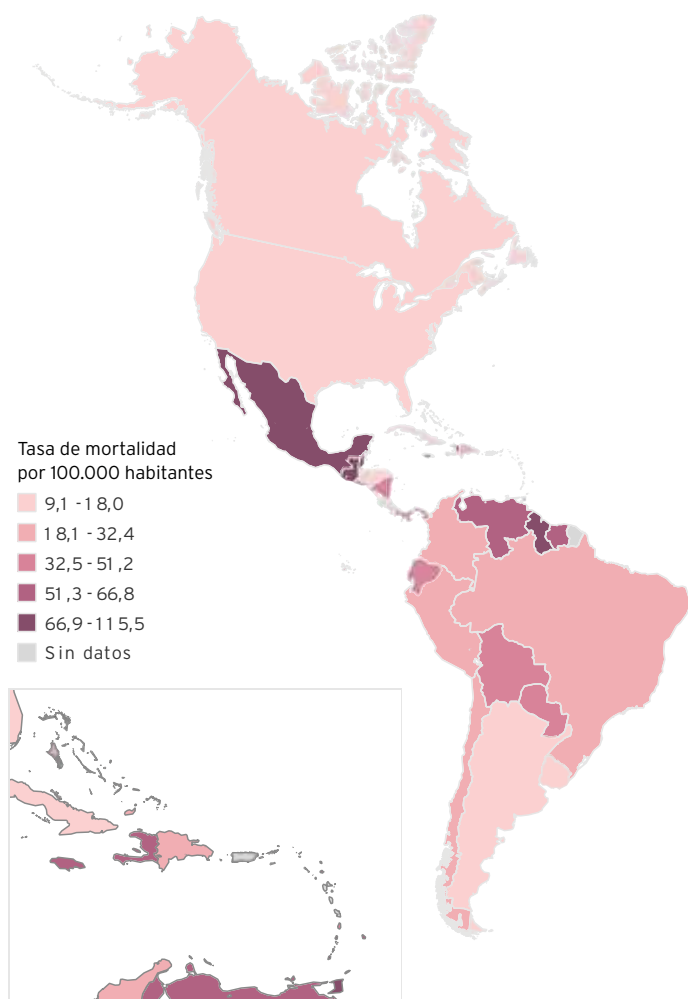 Tasa de mortalidad
por 100.000 habitantes
9,1 - 18,0
18,1 - 32,4
32,5 - 51,2
51,3 - 66,8
66,9 - 115,5
Sin datos